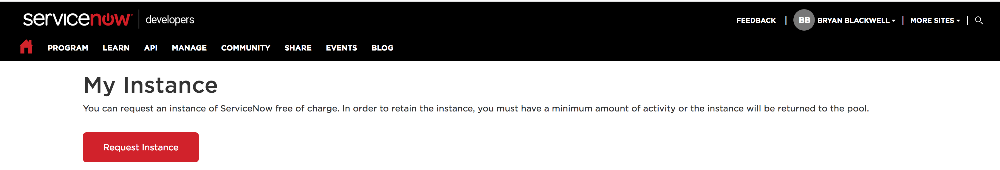 servicenow® developers
FEEDBACK | BB BRYAN BLACKWELL | MORE SITES |
PROGRAM LEARN API MANAGE COMMUNITY SHARE EVENTS BLOG
My Instance
You can request an instance of ServiceNow free of charge. In order to retain the instance, you must have a minimum amount of activity or the instance will be returned to the pool.
Request Instance